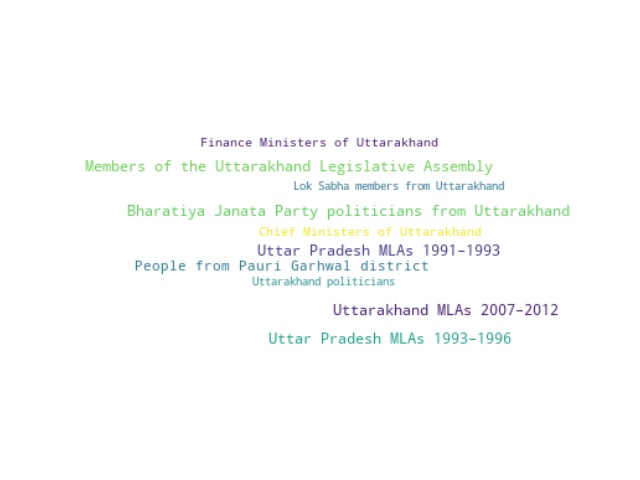 Finance Ministers of Uttarakhand
Members of the Uttarakhand Legislative Assembly
Lok Sabha members from Uttarakhand
Bharatiya Janata Party politicians from Uttarakhand
Chief Ministers of Uttarakhand
Uttar Pradesh MLAs 1991–1993
People from Pauri Garhwal district
Uttarakhand politicians
Uttarakhand MLAs 2007–2012
Uttar Pradesh MLAs 1993–1996